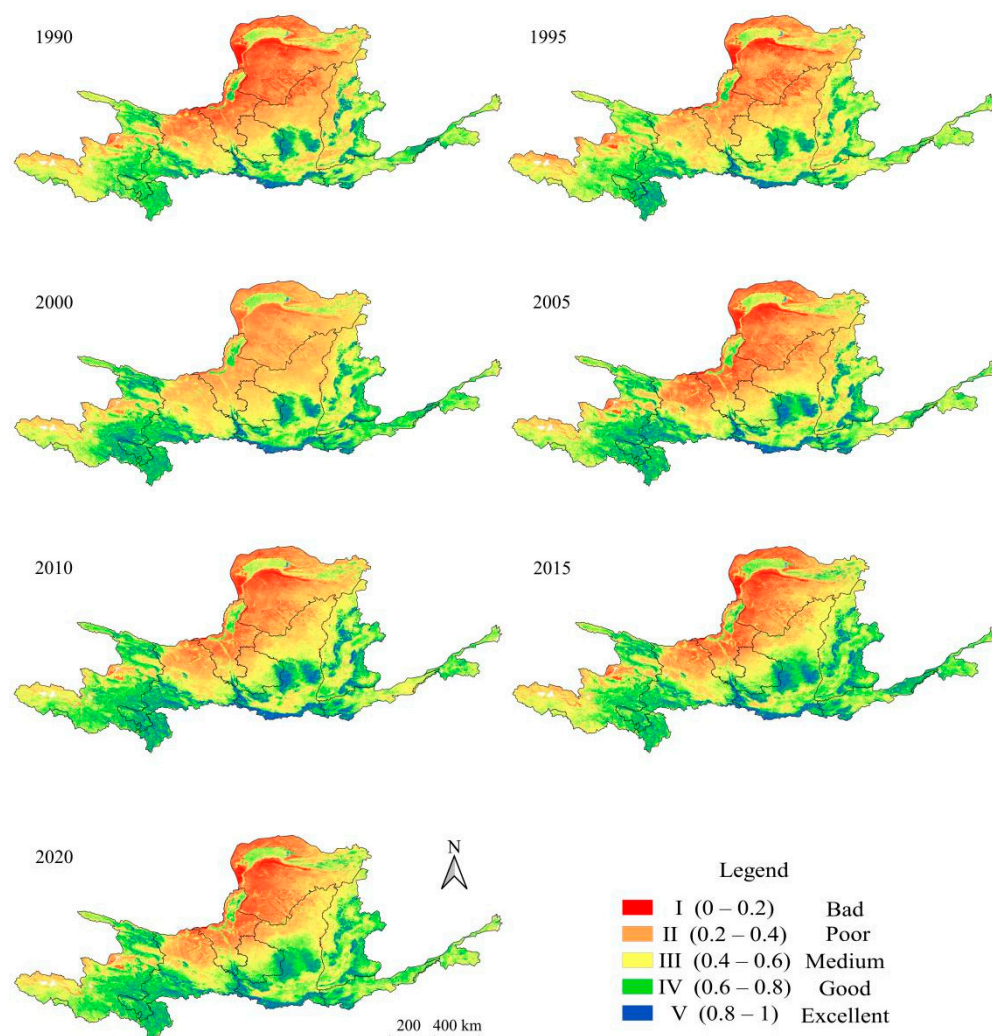 1990
1995
2000
2005
2010
2015
2020
N
200 400 km
Legend
I (0 – 0.2) Bad
II (0.2 – 0.4) Poor
III (0.4 – 0.6) Medium
IV (0.6 – 0.8) Good
V (0.8 – 1) Excellent